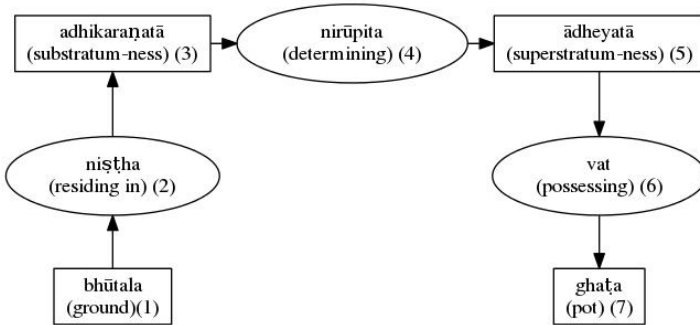 adhikaraṇatā
(substratum-ness) (3)
nirūpita
(determining) (4)
ādheyatā
(superstratum-ness) (5)
niṣṭha
(residing in) (2)
vat
(possessing) (6)
bhūtala
(ground)(1)
ghaṭa
(pot) (7)